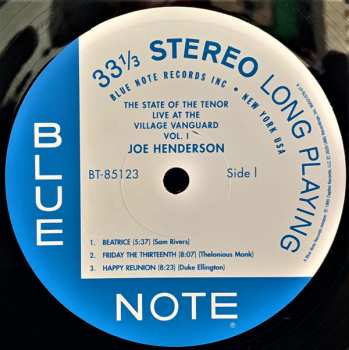 33 1/3 STEREO LONG PLAYING
BLUE NOTE RECORDS INC • NEW YORK USA
THE STATE OF THE TENOR
LIVE AT THE
VILLAGE VANGUARD
VOL. I
JOE HENDERSON
BT-85123
Side I
1. BEATRICE (5:37) (Sam Rivers)
2. FRIDAY THE THIRTEENTH (8:07) (Thelonious Monk)
3. HAPPY REUNION (8:23) (Duke Ellington)
BLUE
NOTE
®